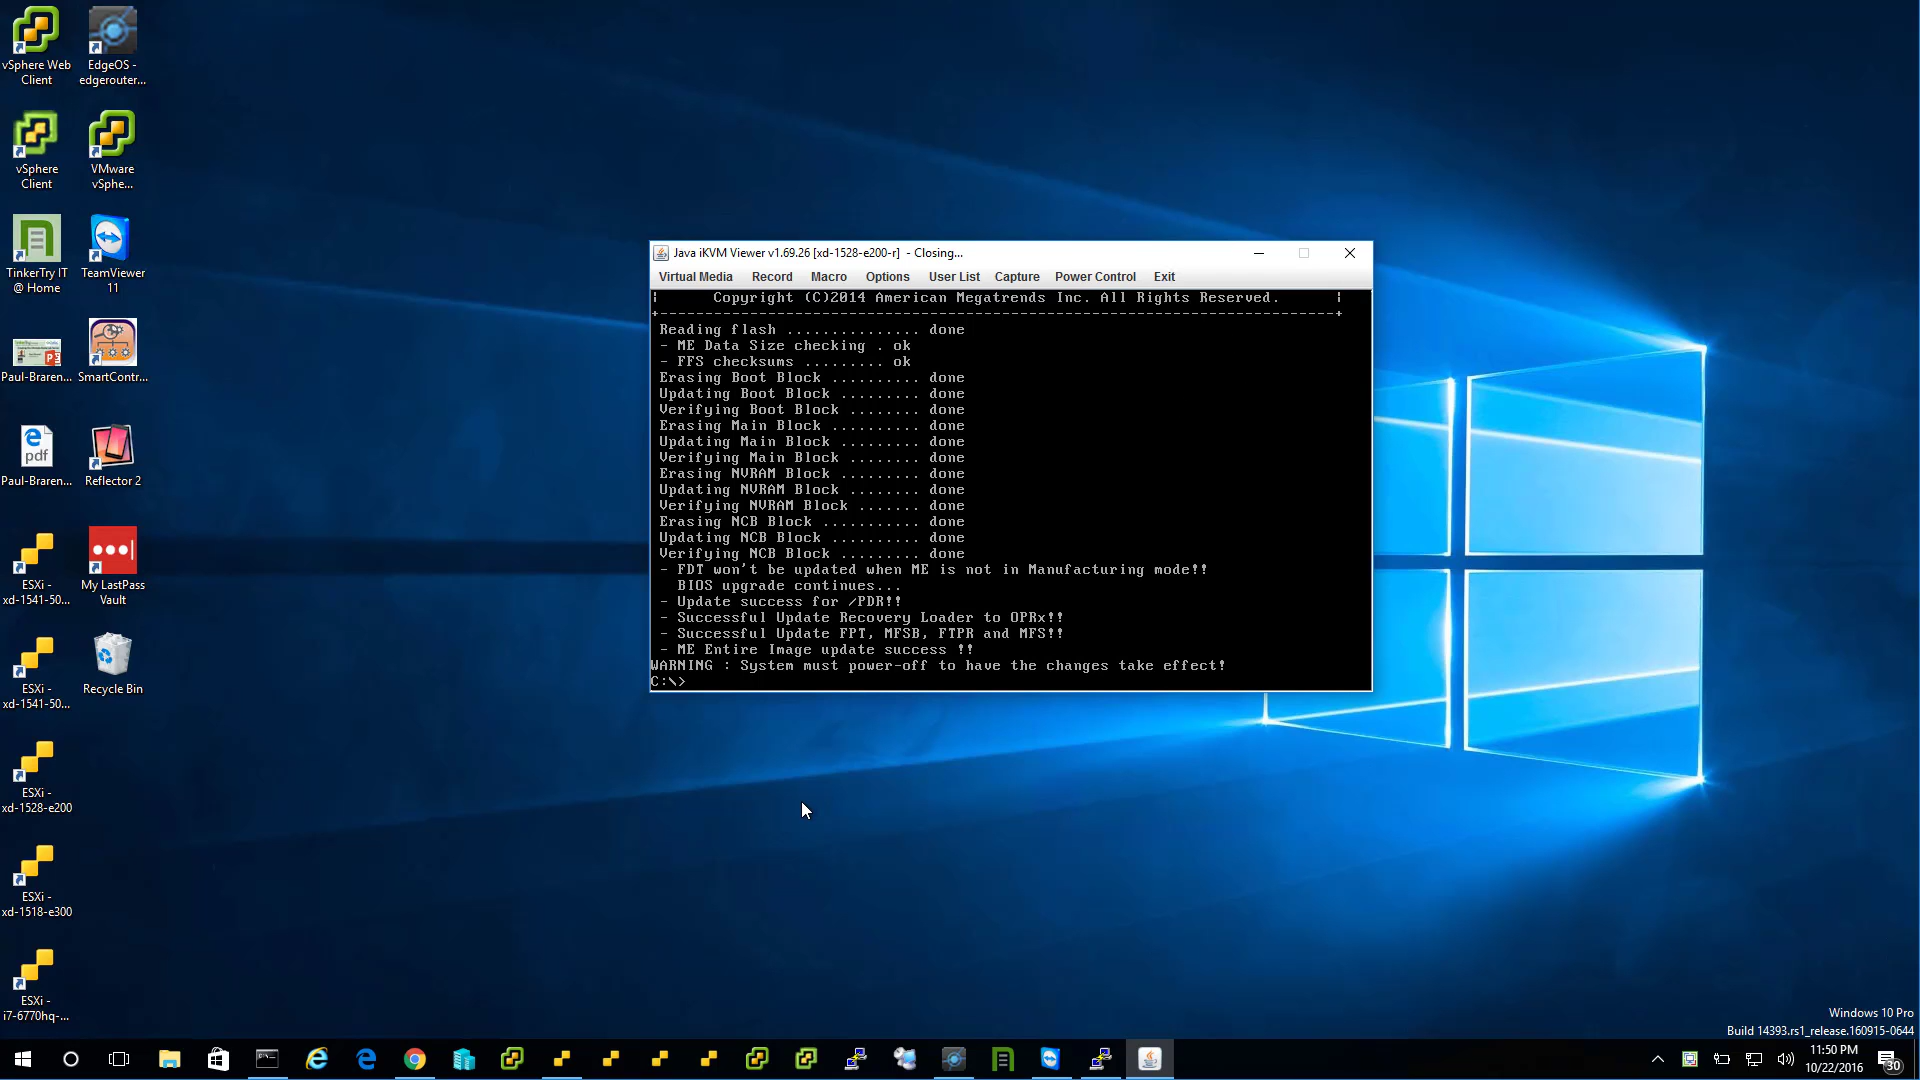 vSphere Web
Client
EdgeOS -
edgerouter...
vSphere
Client
VMware
vSphe...
TinkerTry IT
@ Home
TeamViewer
11
Paul-Braren...
SmartContr...
pdf
Paul-Braren...
Reflector 2
ESXi -
xd-1541-50...
My LastPass
Vault
ESXi -
xd-1541-50...
Recycle Bin
ESXi -
xd-1528-e200
ESXi -
xd-1518-e300
ESXi -
i7-6770hq-...
Java iKVM Viewer v1.69.26 [xd-1528-e200-r] - Closing...
Virtual Media Record Macro Options User List Capture Power Control Exit
| Copyright (C)2014 American Megatrends Inc. All Rights Reserved. |
+---------------------------------------------------------------------------+
Reading flash ............... done
- ME Data Size checking . ok
- FFS checksums ......... ok
Erasing Boot Block .......... done
Updating Boot Block ......... done
Verifying Boot Block ........ done
Erasing Main Block .......... done
Updating Main Block ......... done
Verifying Main Block ........ done
Erasing NVRAM Block ......... done
Updating NVRAM Block ........ done
Verifying NVRAM Block ....... done
Erasing NCB Block ........... done
Updating NCB Block .......... done
Verifying NCB Block ......... done
- FDT won't be updated when ME is not in Manufacturing mode!!
BIOS upgrade continues...
- Update success for /PDR!!
- Successful Update Recovery Loader to OPRx!!
- Successful Update FPT, MFSB, FTPR and MFS!!
- ME Entire Image update success !!
WARNING : System must power-off to have the changes take effect!
C:\>
Windows 10 Pro
Build 14393.rs1_release.160915-0644
11:50 PM
10/22/2016
30